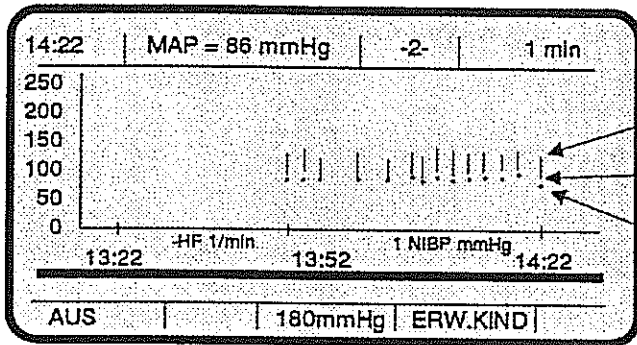 14:22 MAP = 86 mmHg -2- 1 min
250
200
150
100
50
0
-HF 1/min 1 NIBP mmHg
13:22 13:52 14:22
AUS 180mmHg ERW.KIND